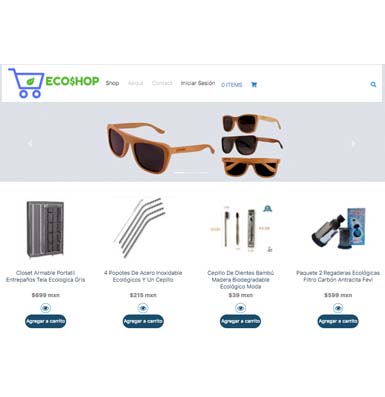 ECO$HOP
Shop
About
Contact
Iniciar Sesión
0 ITEMS
Closet Armable Portatil
Entrepaños Tela Ecologica Gris
$699 mxn
Agregar a carrito
4 Popotes De Acero Inoxidable
Ecológicos Y Un Cepillo
$215 mxn
Agregar a carrito
Cepillo De Dientes Bambú
Madera Biodegradable
Ecológico Moda
$39 mxn
Agregar a carrito
Paquete 2 Regaderas Ecológicas
Filtro Carbón Antracita Fevi
$599 mxn
Agregar a carrito